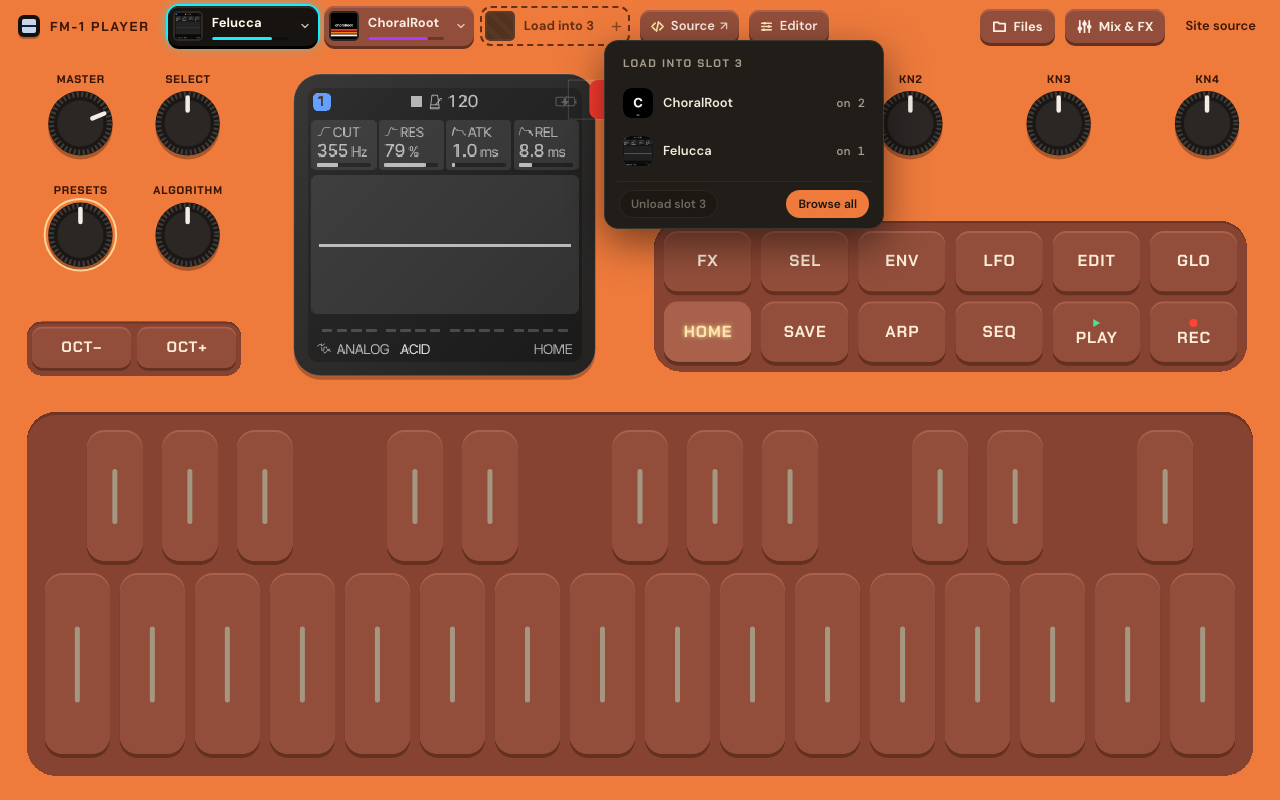 FM-1 PLAYER
Felucca
ChoralRoot
Load into 3
Source
Editor
Files
Mix & FX
Site source
LOAD INTO SLOT 3
C
ChoralRoot
on 2
Felucca
on 1
Unload slot 3
Browse all
MASTER
SELECT
PRESETS
ALGORITHM
OCT–
OCT+
1
120
CUT
355 Hz
RES
79 %
ATK
1.0 ms
REL
8.8 ms
ANALOG ACID
HOME
KN2
KN3
KN4
FX
SEL
ENV
LFO
EDIT
GLO
HOME
SAVE
ARP
SEQ
PLAY
REC